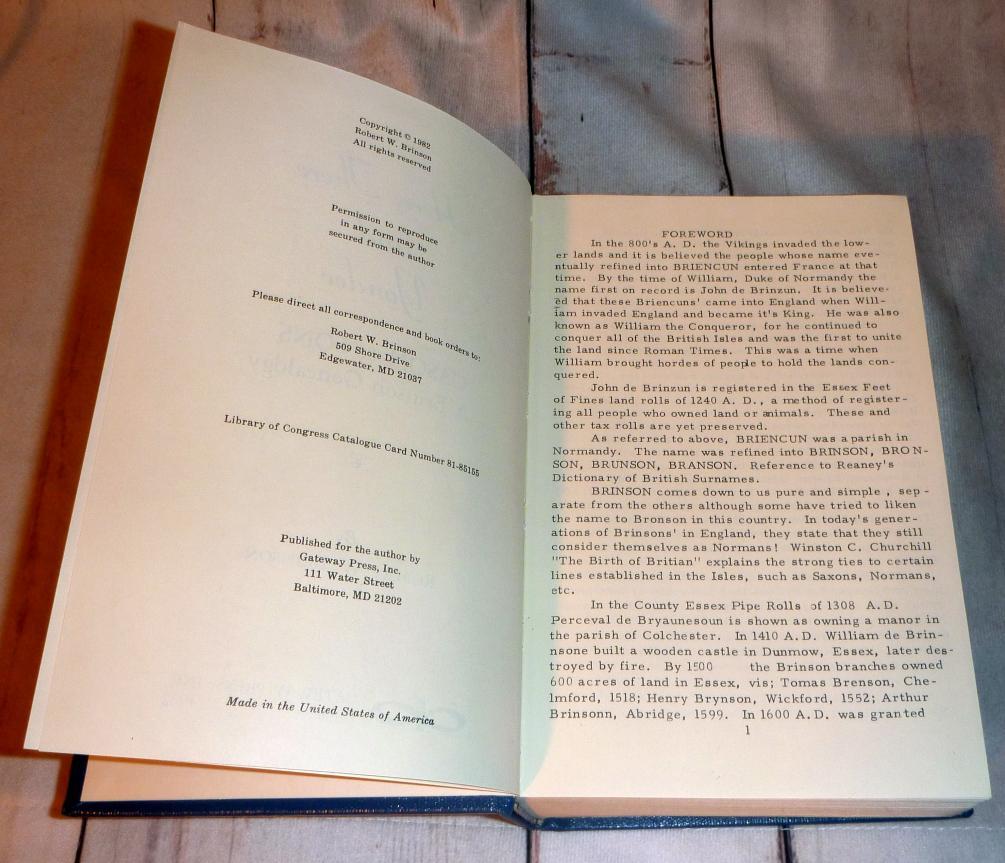 Copyright © 1982
Robert W. Brinson
All rights reserved
Permission to reproduce
in any form may be
secured from the author
Please direct all correspondence and book orders to:
Robert W. Brinson
509 Shore Drive
Edgewater, MD 21037
Library of Congress Catalogue Card Number 81-85155
Published for the author by
Gateway Press, Inc.
111 Water Street
Baltimore, MD 21202
Made in the United States of America
FOREWORD
In the 800's A. D. the Vikings invaded the low-
er lands and it is believed the people whose name eve-
ntually refined into BRIENCUN entered France at that
time. By the time of William, Duke of Normandy the
name first on record is John de Brinzun. It is believe-
ed that these Briencuns' came into England when Will-
iam invaded England and became it's King. He was also
known as William the Conqueror, for he continued to
conquer all of the British Isles and was the first to unite
the land since Roman Times. This was a time when
William brought hordes of people to hold the lands con-
quered.
John de Brinzun is registered in the Essex Feet
of Fines land rolls of 1240 A. D., a method of register-
ing all people who owned land or animals. These and
other tax rolls are yet preserved.
As referred to above, BRIENCUN was a parish in
Normandy. The name was refined into BRINSON, BRON-
SON, BRUNSON, BRANSON. Reference to Reaney's
Dictionary of British Surnames.
BRINSON comes down to us pure and simple, sep-
arate from the others although some have tried to liken
the name to Bronson in this country. In today's gener-
ations of Brinsons' in England, they state that they still
consider themselves as Normans! Winston C. Churchill
"The Birth of Britian" explains the strong ties to certain
lines established in the Isles, such as Saxons, Normans,
etc.
In the County Essex Pipe Rolls of 1308 A.D.
Perceval de Bryaunesoun is shown as owning a manor in
the parish of Colchester. In 1410 A.D. William de Brin-
nsone built a wooden castle in Dunmow, Essex, later des-
troyed by fire. By 1500 the Brinson branches owned
600 acres of land in Essex, vis; Tomas Brenson, Che-
lmford, 1518; Henry Brynson, Wickford, 1552; Arthur
Brinsonn, Abridge, 1599. In 1600 A.D. was granted
1